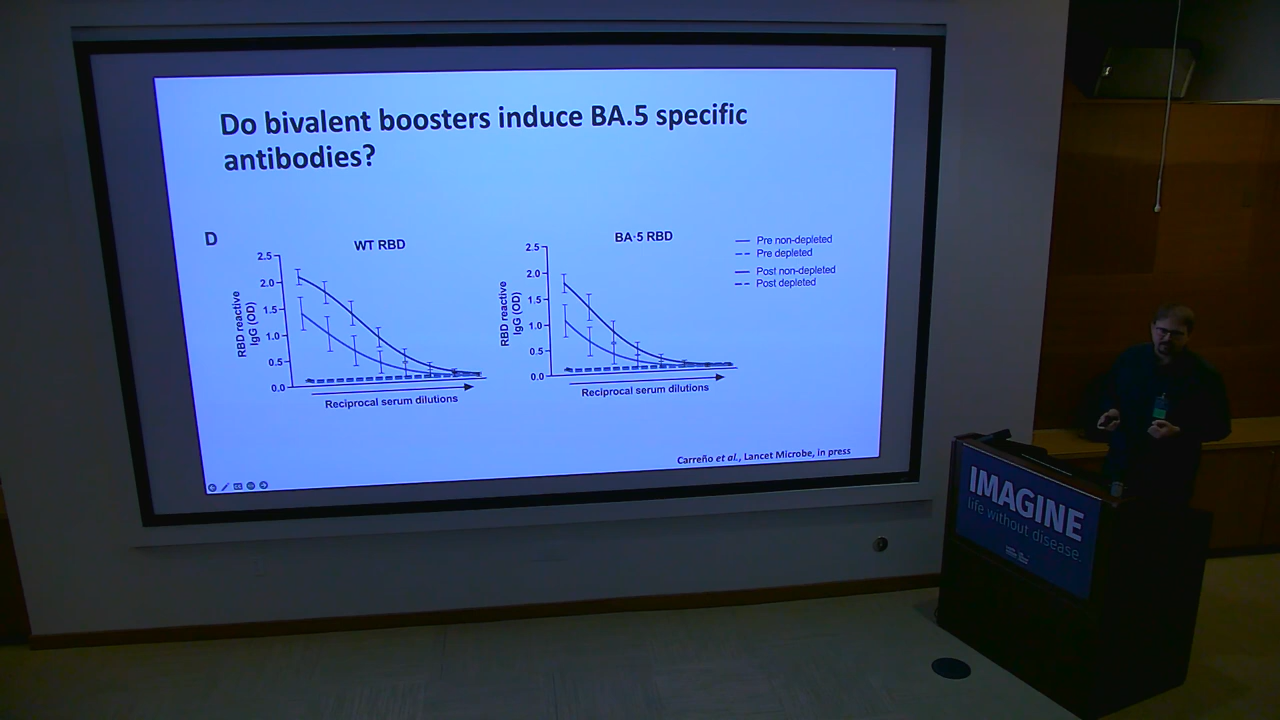 Do bivalent boosters induce BA.5 specific
antibodies?
D
WT RBD
2.5
2.0
1.5
1.0
0.5
0.0
RBD reactive
IgG (OD)
Reciprocal serum dilutions
BA·5 RBD
2.5
2.0
1.5
1.0
0.5
0.0
RBD reactive
IgG (OD)
Reciprocal serum dilutions
Pre non-depleted
Pre depleted
Post non-depleted
Post depleted
Carreño et al., Lancet Microbe, in press
IMAGINE
life without disease.